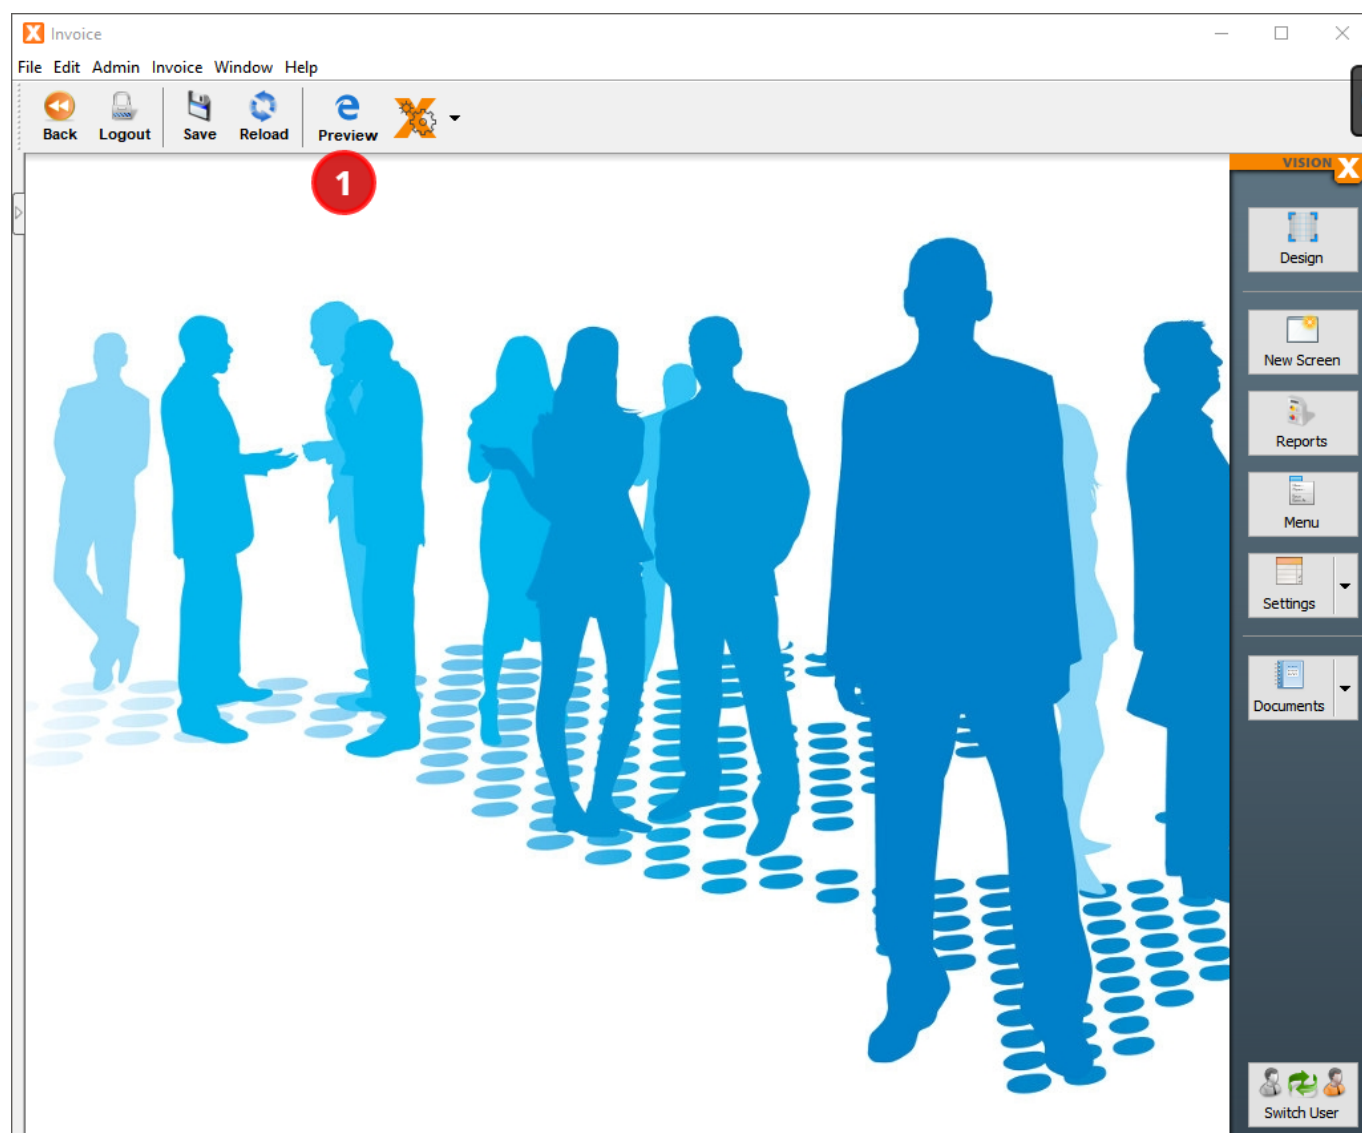 Invoice
File Edit Admin Invoice Window Help
Back Logout Save Reload Preview
1
VISION X
Design
New Screen
Reports
Menu
Settings
Documents
Switch User